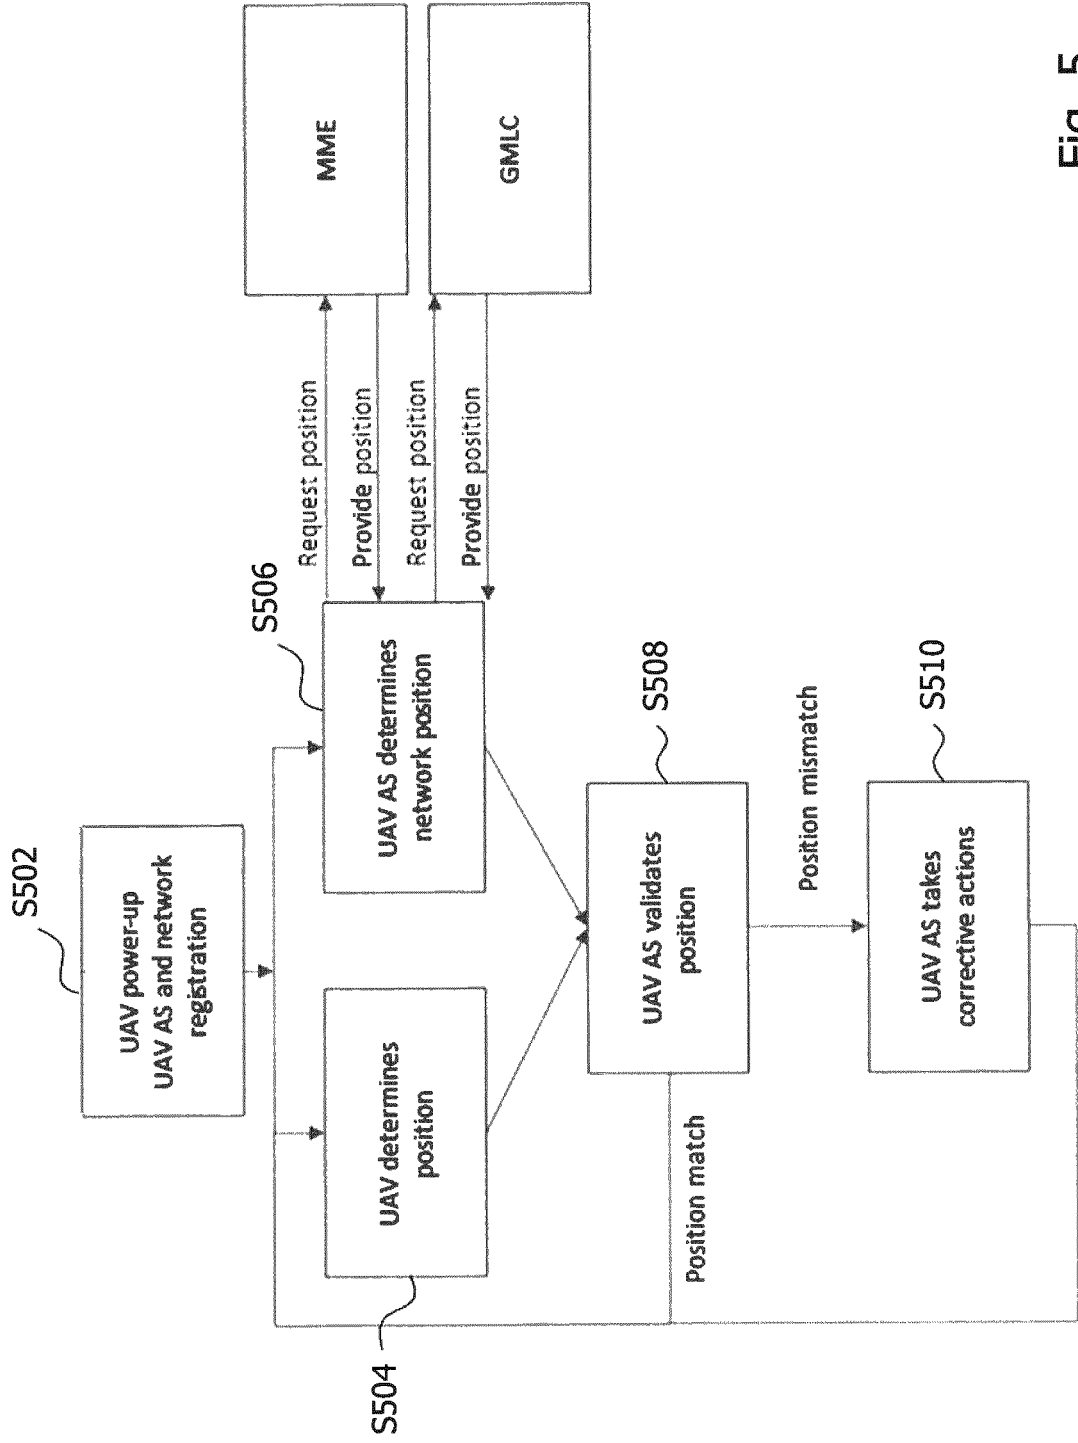 S502
UAV power-up
UAV AS and network
registration
S504
UAV determines
position
S506
UAV AS determines
network position
Request position
Provide position
Request position
Provide position
MME
GMLC
S508
UAV AS validates
position
Position match
Position mismatch
S510
UAV AS takes
corrective actions
Fig. 5